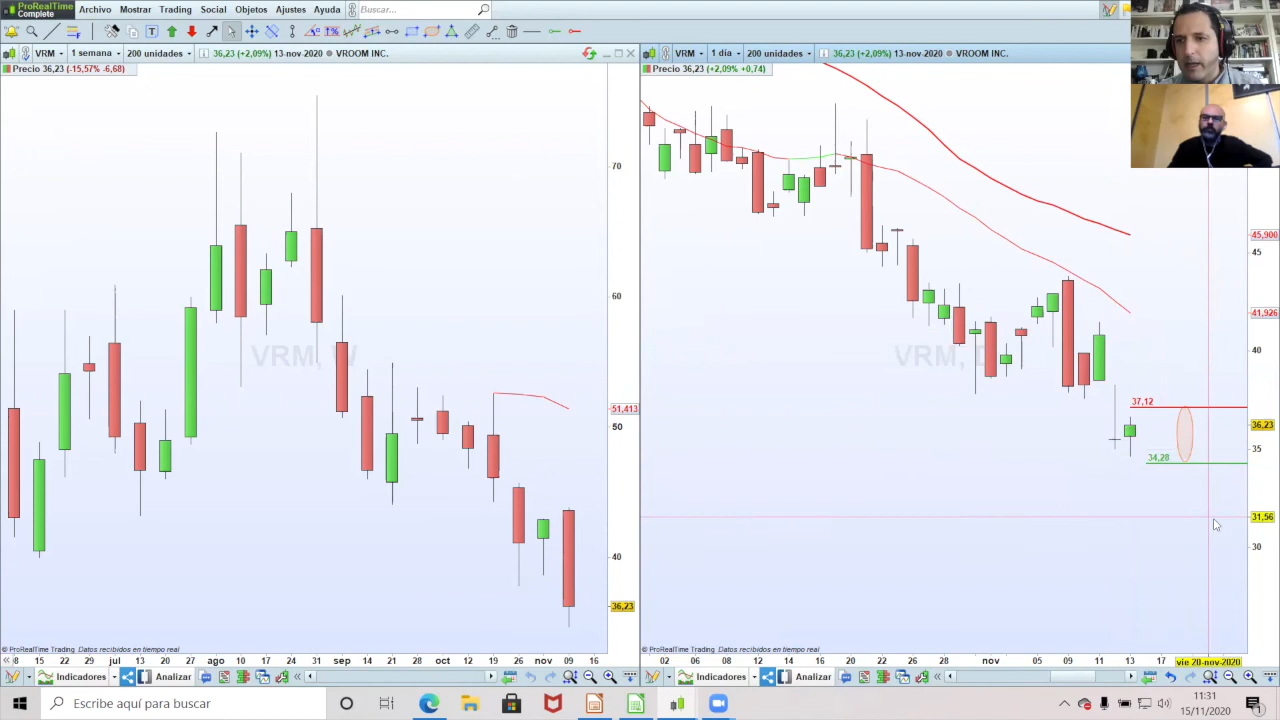 ProRealTime
Complete
Archivo Mostrar Trading Social Objetos Ajustes Ayuda Buscar...
VRM 1 semana 200 unidades 36,23 (+2,09%) 13-nov-2020 VROOM INC.
Precio 36,23 (-15,57% -6,68)
70
60
51,413
50
40
36,23
VRM, W
© ProRealTime Trading Datos recibidos en tiempo real
8 15 22 29 jul 13 20 27 ago 10 17 24 31 sep 14 21 28 oct 12 19 26 nov 09 16
Indicadores Analizar
VRM 1 día 200 unidades 36,23 (+2,09%) 13-nov-2020 VROOM INC.
Precio 36,23 (+2,09% +0,74)
45,900
45
41,926
40
37,12
36,23
35
34,28
31,56
30
VRM, D
© ProRealTime Trading Datos recibidos en tiempo real
02 06 08 12 14 16 20 22 26 28 nov 05 09 11 13 17 vie 20-nov-2020
Indicadores Analizar
Escribe aquí para buscar
11:31
15/11/2020
1